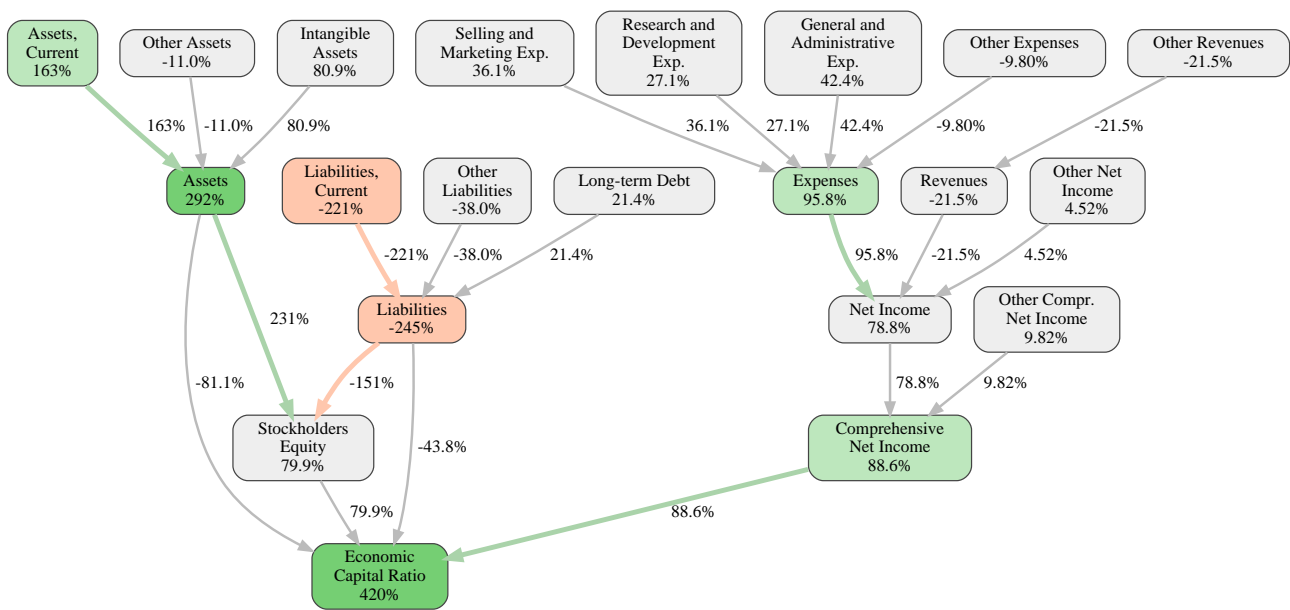 Assets,
Current
163%
Other Assets
-11.0%
Intangible
Assets
80.9%
Selling and
Marketing Exp.
36.1%
Research and
Development
Exp.
27.1%
General and
Administrative
Exp.
42.4%
Other Expenses
-9.80%
Other Revenues
-21.5%
163%
-11.0%
80.9%
36.1%
27.1%
42.4%
-9.80%
-21.5%
Assets
292%
Liabilities,
Current
-221%
Other
Liabilities
-38.0%
Long-term Debt
21.4%
Expenses
95.8%
Revenues
-21.5%
Other Net
Income
4.52%
-221%
-38.0%
21.4%
95.8%
-21.5%
4.52%
Liabilities
-245%
Net Income
78.8%
Other Compr.
Net Income
9.82%
231%
-81.1%
-151%
78.8%
9.82%
Stockholders
Equity
79.9%
-43.8%
Comprehensive
Net Income
88.6%
79.9%
88.6%
Economic
Capital Ratio
420%